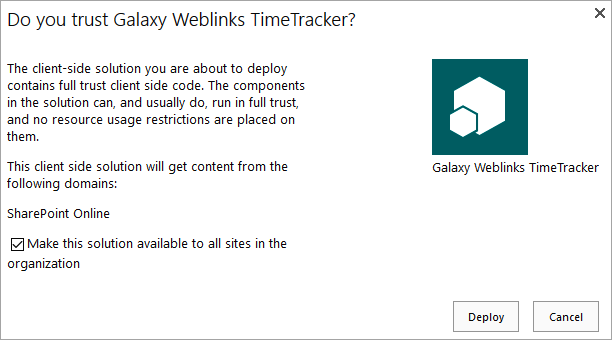 Do you trust Galaxy Weblinks TimeTracker?
The client-side solution you are about to deploy
contains full trust client side code. The components
in the solution can, and usually do, run in full trust,
and no resource usage restrictions are placed on
them.
This client side solution will get content from the
following domains:
SharePoint Online
Make this solution available to all sites in the
organization
Galaxy Weblinks TimeTracker
Deploy
Cancel